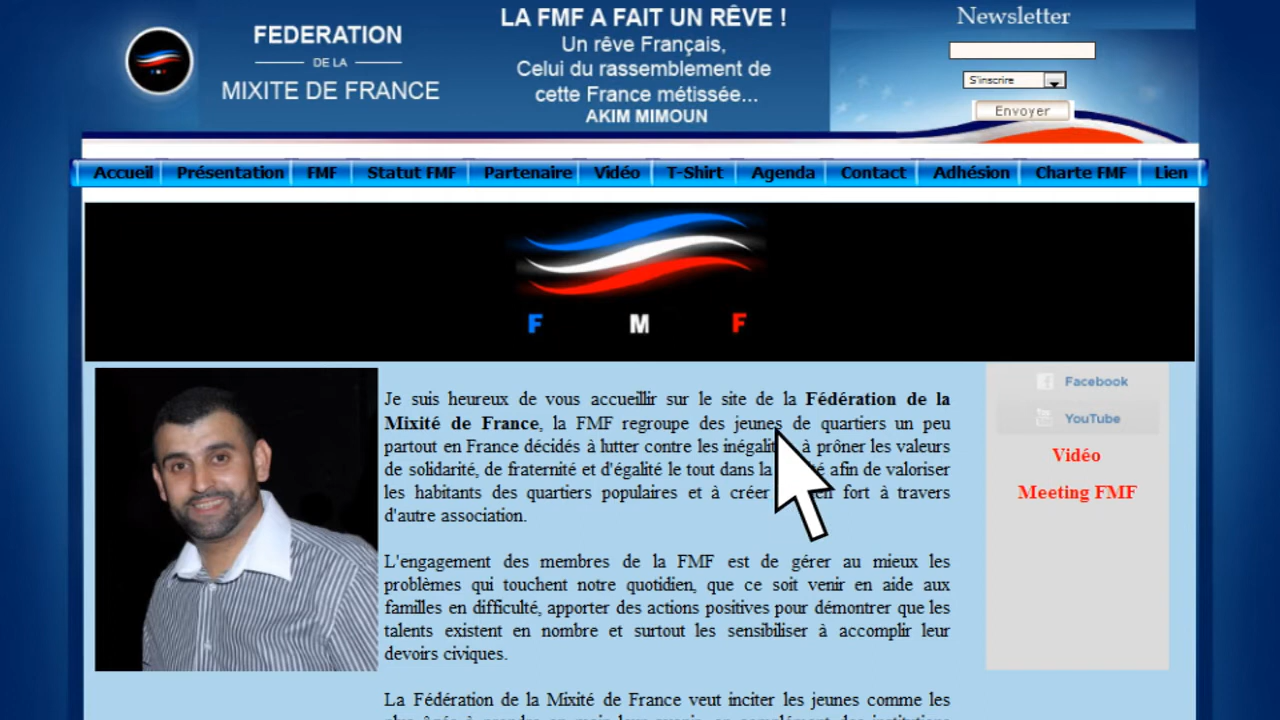 FEDERATION
DE LA
MIXITE DE FRANCE
LA FMF A FAIT UN RÊVE !
Un rêve Français,
Celui du rassemblement de
cette France métissée...
AKIM MIMOUN
Newsletter
S'inscrire
Envoyer
Accueil Présentation FMF Statut FMF Partenaire Vidéo T-Shirt Agenda Contact Adhésion Charte FMF Lien
F M F
Je suis heureux de vous accueillir sur le site de la Fédération de la
Mixité de France, la FMF regroupe des jeunes de quartiers un peu
partout en France décidés à lutter contre les à prôner les valeurs
de solidarité, de fraternité et d'égalité le tout dans la afin de valoriser
les habitants des quartiers populaires et à créer fort à travers
d'autre association.
L'engagement des membres de la FMF est de gérer au mieux les
problèmes qui touchent notre quotidien, que ce soit venir en aide aux
familles en difficulté, apporter des actions positives pour démontrer que les
talents existent en nombre et surtout les sensibiliser à accomplir leur
devoirs civiques.
La Fédération de la Mixité de France veut inciter les jeunes comme les
Facebook
YouTube
Vidéo
Meeting FMF